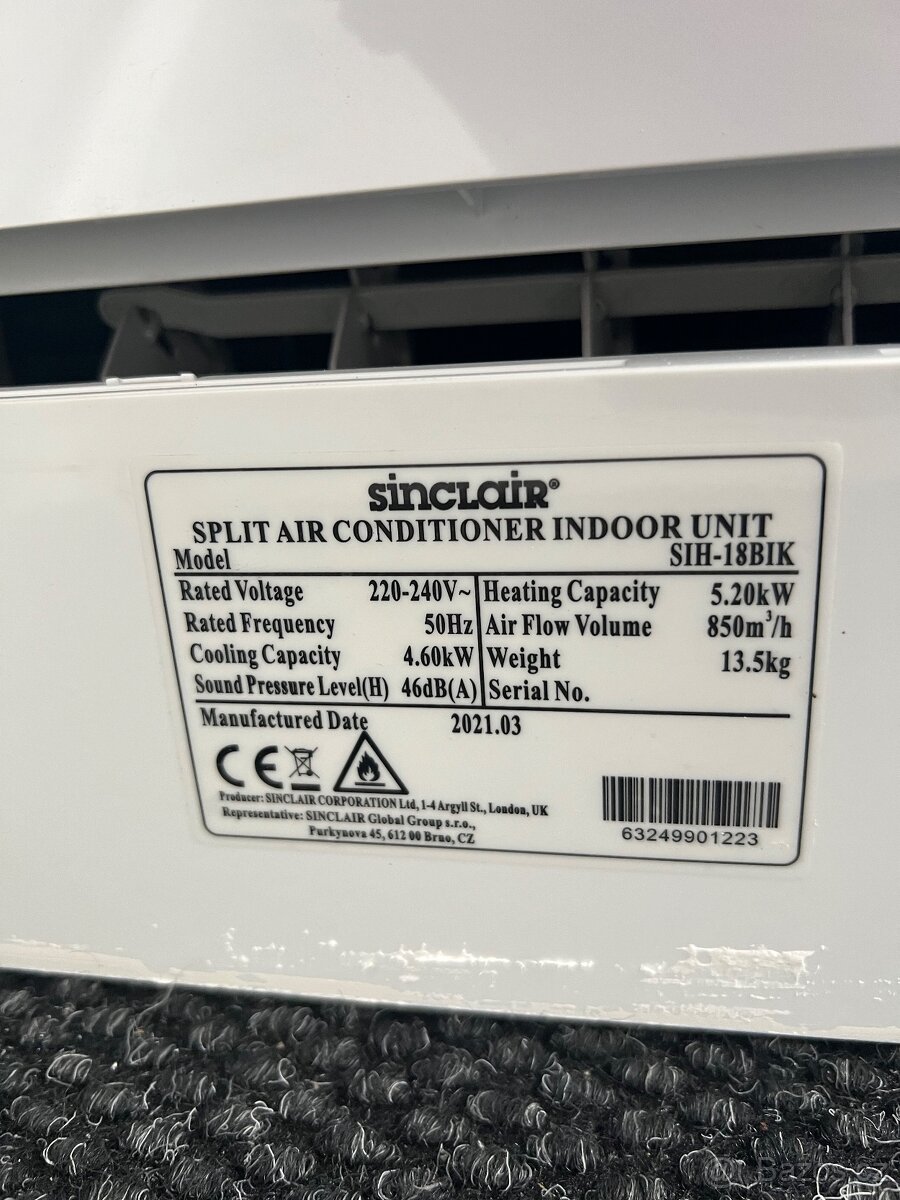 sinclair®
SPLIT AIR CONDITIONER INDOOR UNIT
Model SIH-18BIK
Rated Voltage 220-240V~ Heating Capacity 5.20kW
Rated Frequency 50Hz Air Flow Volume 850m³/h
Cooling Capacity 4.60kW Weight 13.5kg
Sound Pressure Level(H) 46dB(A) Serial No.
Manufactured Date 2021.03
CE
Producer: SINCLAIR CORPORATION Ltd, 1-4 Argyll St., London, UK
Representative: SINCLAIR Global Group s.r.o.,
Purkynova 45, 612 00 Brno, CZ
63249901223